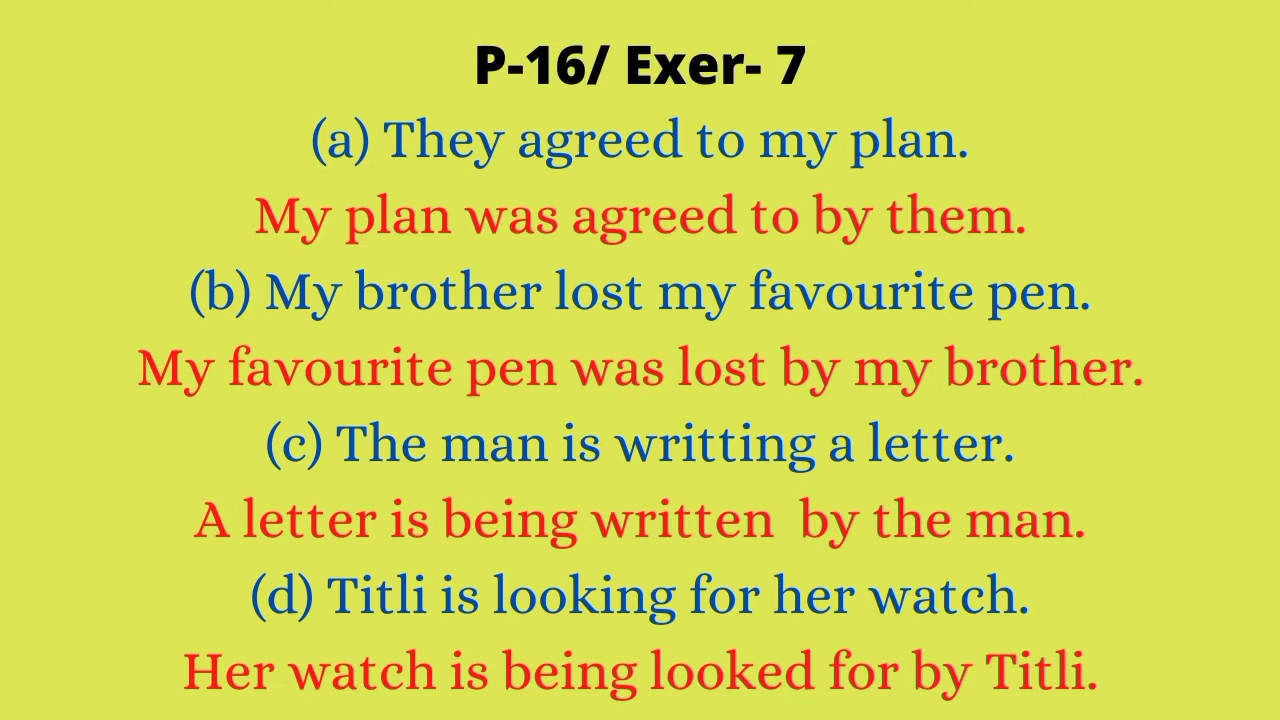 P-16/ Exer- 7
(a) They agreed to my plan.
My plan was agreed to by them.
(b) My brother lost my favourite pen.
My favourite pen was lost by my brother.
(c) The man is writting a letter.
A letter is being written  by the man.
(d) Titli is looking for her watch.
Her watch is being looked for by Titli.